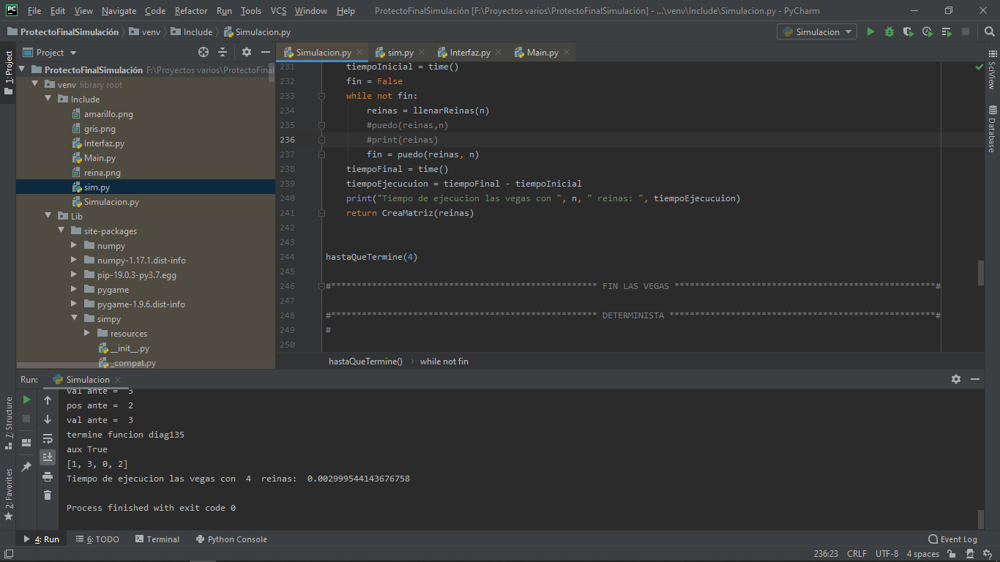 File Edit View Navigate Code Refactor Run Tools VCS Window Help ProtectoFinalSimulación [F:\Proyectos varios\ProtectoFinalSimulación] - ...\venv\Include\Simulacion.py - PyCharm
ProtectoFinalSimulación venv Include Simulacion.py Simulacion
Project
Simulacion.py sim.py Interfaz.py Main.py
1: Project
ProtectoFinalSimulación F:\Proyectos varios\ProtectoFinal
venv library root
Include
amarillo.png
gris.png
Interfaz.py
Main.py
reina.png
sim.py
Simulacion.py
Lib
site-packages
numpy
numpy-1.17.1.dist-info
pip-19.0.3-py3.7.egg
pygame
pygame-1.9.6.dist-info
simpy
resources
__init__.py
_compat.py
231 tiempoInicial = time()
232 fin = False
233 while not fin:
234 reinas = llenarReinas(n)
235 #puedo(reinas,n)
236 #print(reinas)
237 fin = puedo(reinas, n)
238 tiempoFinal = time()
239 tiempoEjecucuion = tiempoFinal - tiempoInicial
240 print("Tiempo de ejecucion las vegas con ", n, " reinas: ", tiempoEjecucuion)
241 return CreaMatriz(reinas)
242
243
244 hastaQueTermine(4)
245
246 #**************************************************** FIN LAS VEGAS ***************************************************#
247
248 #**************************************************** DETERMINISTA ****************************************************#
249 #
250
hastaQueTermine() while not fin
SciView
Database
Run: Simulacion
val ante =  3
pos ante =  2
val ante =  3
termine funcion diag135
aux True
[1, 3, 0, 2]
Tiempo de ejecucion las vegas con  4  reinas:  0.002999544143676758
Process finished with exit code 0
7: Structure
2: Favorites
4: Run 6: TODO Terminal Python Console Event Log
236:23 CRLF UTF-8 4 spaces